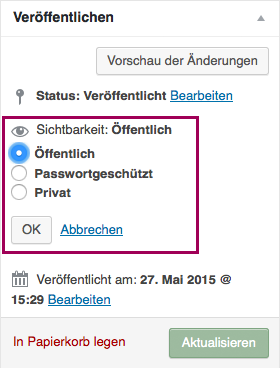 Veröffentlichen
Vorschau der Änderungen
Status: Veröffentlicht Bearbeiten
Sichtbarkeit: Öffentlich
Öffentlich
Passwortgeschützt
Privat
OK Abbrechen
Veröffentlicht am: 27. Mai 2015 @
15:29 Bearbeiten
In Papierkorb legen Aktualisieren